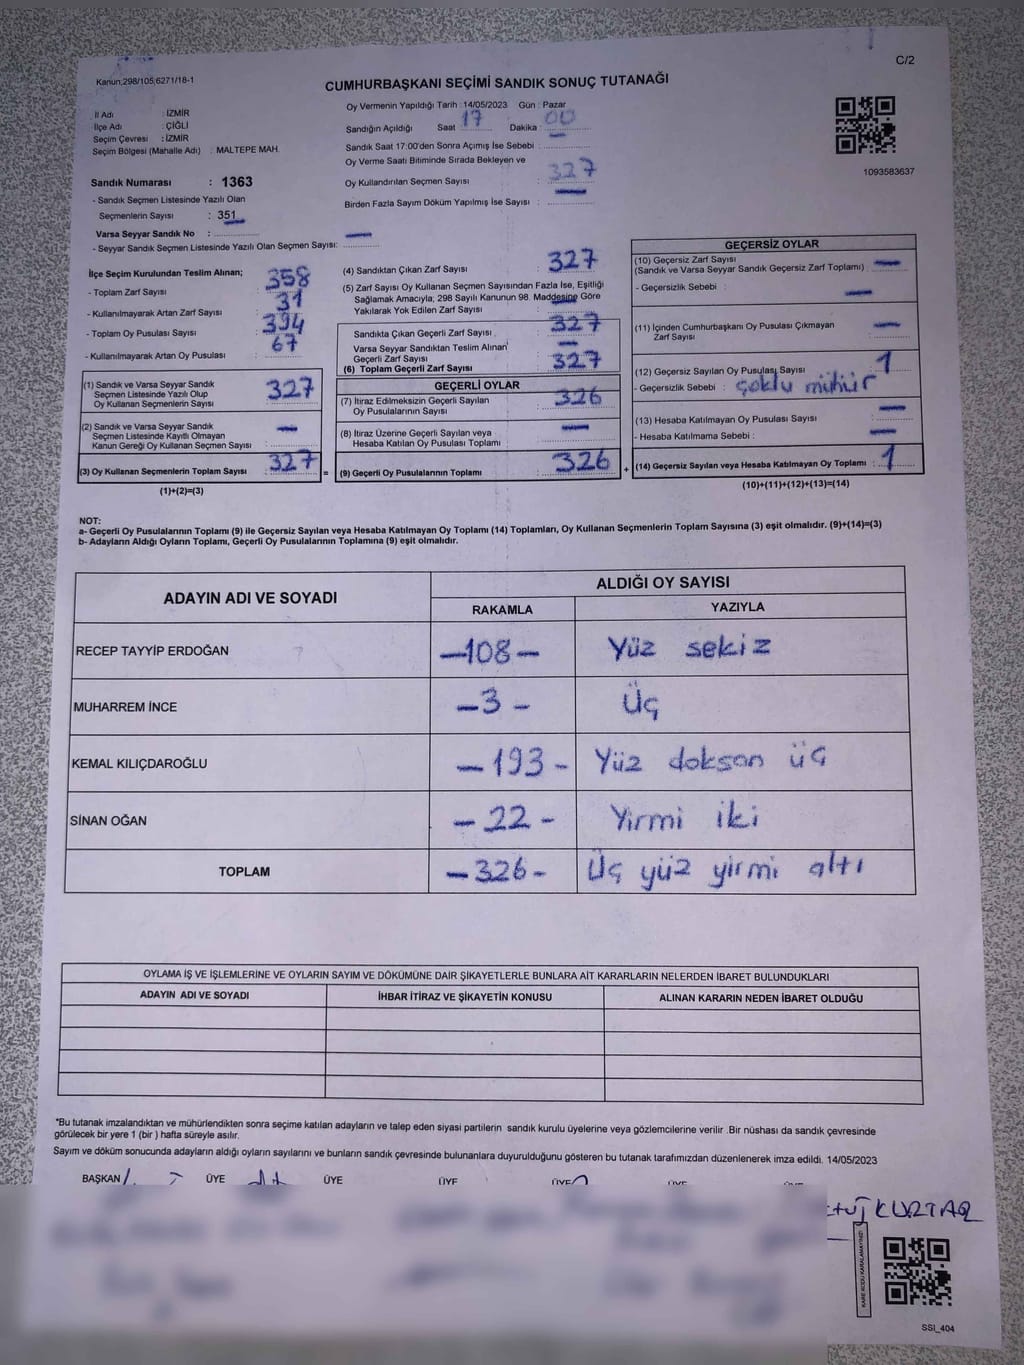 Kanun,298/105,6271/18-1
C/2
CUMHURBAŞKANI SEÇİMİ SANDIK SONUÇ TUTANAĞI
İl Adı : İZMİR
İlçe Adı : ÇİĞLİ
Seçim Çevresi : İZMİR
Seçim Bölgesi (Mahalle Adı) : MALTEPE MAH.
Sandık Numarası : 1363
- Sandık Seçmen Listesinde Yazılı Olan
Seçmenlerin Sayısı : 351
Varsa Seyyar Sandık No :
- Seyyar Sandık Seçmen Listesinde Yazılı Olan Seçmen Sayısı:
Oy Vermenin Yapıldığı Tarih : 14/05/2023 Gün : Pazar
Sandığın Açıldığı Saat 17 Dakika : 00
Sandık Saat 17:00'den Sonra Açımış İse Sebebi :
Oy Verme Saati Bitiminde Sırada Bekleyen ve
Oy Kullandırılan Seçmen Sayısı : 327
Birden Fazla Sayım Döküm Yapılmış İse Sayısı :
1093583637
İlçe Seçim Kurulundan Teslim Alınan;
- Toplam Zarf Sayısı : 358
- Kullanılmayarak Artan Zarf Sayısı : 31
- Toplam Oy Pusulası Sayısı : 394
- Kullanılmayarak Artan Oy Pusulası : 67
(1) Sandık ve Varsa Seyyar Sandık
Seçmen Listesinde Yazılı Olup
Oy Kullanan Seçmenlerin Sayısı : 327
(2) Sandık ve Varsa Seyyar Sandık
Seçmen Listesinde Kayıtlı Olmayan
Kanun Gereği Oy Kullanan Seçmen Sayısı : —
(3) Oy Kullanan Seçmenlerin Toplam Sayısı : 327 =
(1)+(2)=(3)
(4) Sandıktan Çıkan Zarf Sayısı : 327
(5) Zarf Sayısı Oy Kullanan Seçmen Sayısından Fazla İse, Eşitliği
Sağlamak Amacıyla; 298 Sayılı Kanunun 98. Maddesine Göre
Yakılarak Yok Edilen Zarf Sayısı : —
Sandıkta Çıkan Geçerli Zarf Sayısı : 327
Varsa Seyyar Sandıktan Teslim Alınan
Geçerli Zarf Sayısı : —
(6) Toplam Geçerli Zarf Sayısı : 327
GEÇERLİ OYLAR
(7) İtiraz Edilmeksizin Geçerli Sayılan
Oy Pusulasının Sayısı : 326
(8) İtiraz Üzerine Geçerli Sayılan veya
Hesaba Katılan Oy Pusulası Toplamı : —
(9) Geçerli Oy Pusulalarının Toplamı : 326 +
GEÇERSİZ OYLAR
(10) Geçersiz Zarf Sayısı
(Sandık ve Varsa Seyyar Sandık Geçersiz Zarf Toplamı) : —
- Geçersizlik Sebebi : —
(11) İçinden Cumhurbaşkanı Oy Pusulası Çıkmayan
Zarf Sayısı : —
(12) Geçersiz Sayılan Oy Pusulası Sayısı : 1
- Geçersizlik Sebebi : çoklu mühür
(13) Hesaba Katılmayan Oy Pusulası Sayısı : —
- Hesaba Katılmama Sebebi : —
(14) Geçersiz Sayılan veya Hesaba Katılmayan Oy Toplamı : 1
(10)+(11)+(12)+(13)=(14)
NOT:
a- Geçerli Oy Pusulalarının Toplamı (9) ile Geçersiz Sayılan veya Hesaba Katılmayan Oy Toplamı (14) Toplamları, Oy Kullanan Seçmenlerin Toplam Sayısına (3) eşit olmalıdır. (9)+(14)=(3)
b- Adayların Aldığı Oyların Toplamı, Geçerli Oy Pusulalarının Toplamına (9) eşit olmalıdır.
ADAYIN ADI VE SOYADI ALDIĞI OY SAYISI
RAKAMLA YAZIYLA
RECEP TAYYİP ERDOĞAN –108– Yüz sekiz
MUHARREM İNCE –3– Üç
KEMAL KILIÇDAROĞLU –193– Yüz doksan üç
SİNAN OĞAN –22– Yirmi iki
TOPLAM –326– Üç yüz yirmi altı
OYLAMA İŞ VE İŞLEMLERİNE VE OYLARIN SAYIM VE DÖKÜMÜNE DAİR ŞİKAYETLERLE BUNLARA AİT KARARLARIN NELERDEN İBARET BULUNDUKLARI
ADAYIN ADI VE SOYADI İHBAR İTİRAZ VE ŞİKAYETİN KONUSU ALINAN KARARIN NEDEN İBARET OLDUĞU
*Bu tutanak imzalandıktan ve mühürlendikten sonra seçime katılan adayların ve talep eden siyasi partilerin sandık kurulu üyelerine veya gözlemcilerine verilir .Bir nüshası da sandık çevresinde
görülecek bir yere 1 (bir ) hafta süreyle asılır.
Sayım ve döküm sonucunda adayların aldığı oyların sayılarını ve bunların sandık çevresinde bulunanlara duyurulduğunu gösteren bu tutanak tarafımızdan düzenlenerek imza edildi. 14/05/2023
BAŞKAN ÜYE ÜYE ÜYE ÜYE
KURTAR
KARE KODU KARALAMAYINIZ!
SSİ_404